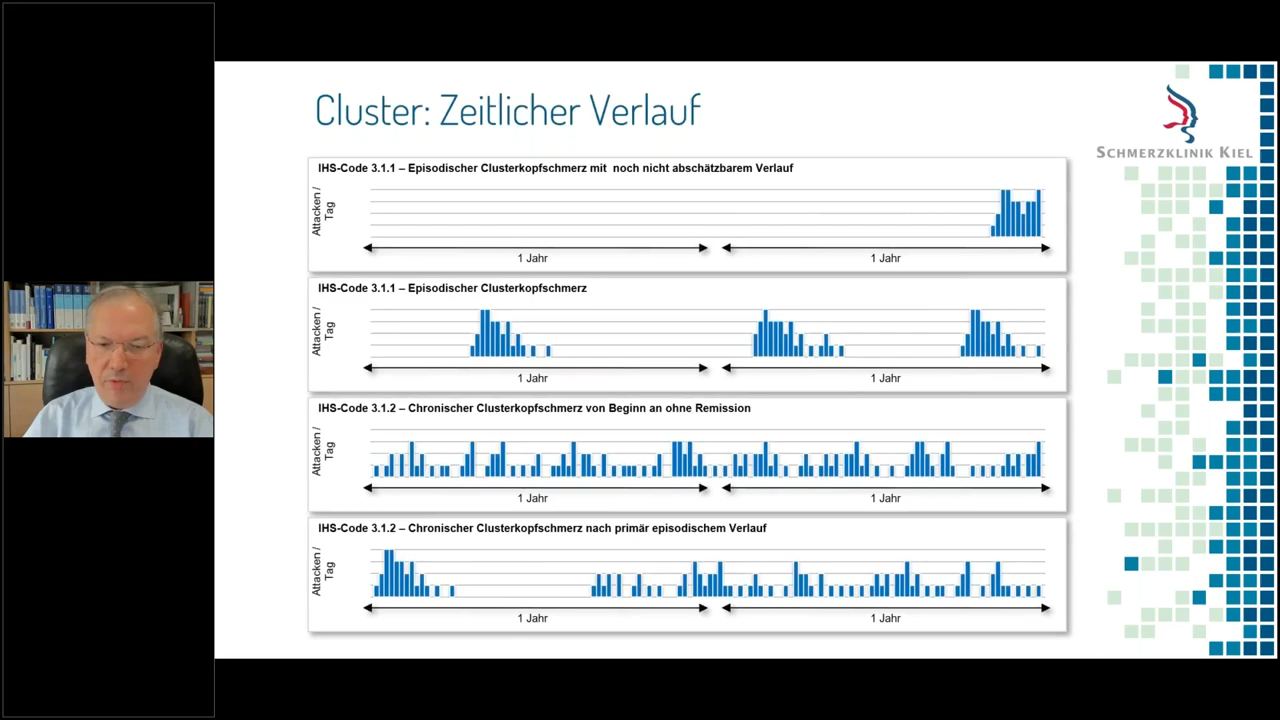 Cluster: Zeitlicher Verlauf
SCHMERZKLINIK KIEL
IHS-Code 3.1.1 – Episodischer Clusterkopfschmerz mit noch nicht abschätzbarem Verlauf
Attacken /
Tag
1 Jahr
1 Jahr
IHS-Code 3.1.1 – Episodischer Clusterkopfschmerz
Attacken /
Tag
1 Jahr
1 Jahr
IHS-Code 3.1.2 – Chronischer Clusterkopfschmerz von Beginn an ohne Remission
Attacken /
Tag
1 Jahr
1 Jahr
IHS-Code 3.1.2 – Chronischer Clusterkopfschmerz nach primär episodischem Verlauf
Attacken /
Tag
1 Jahr
1 Jahr